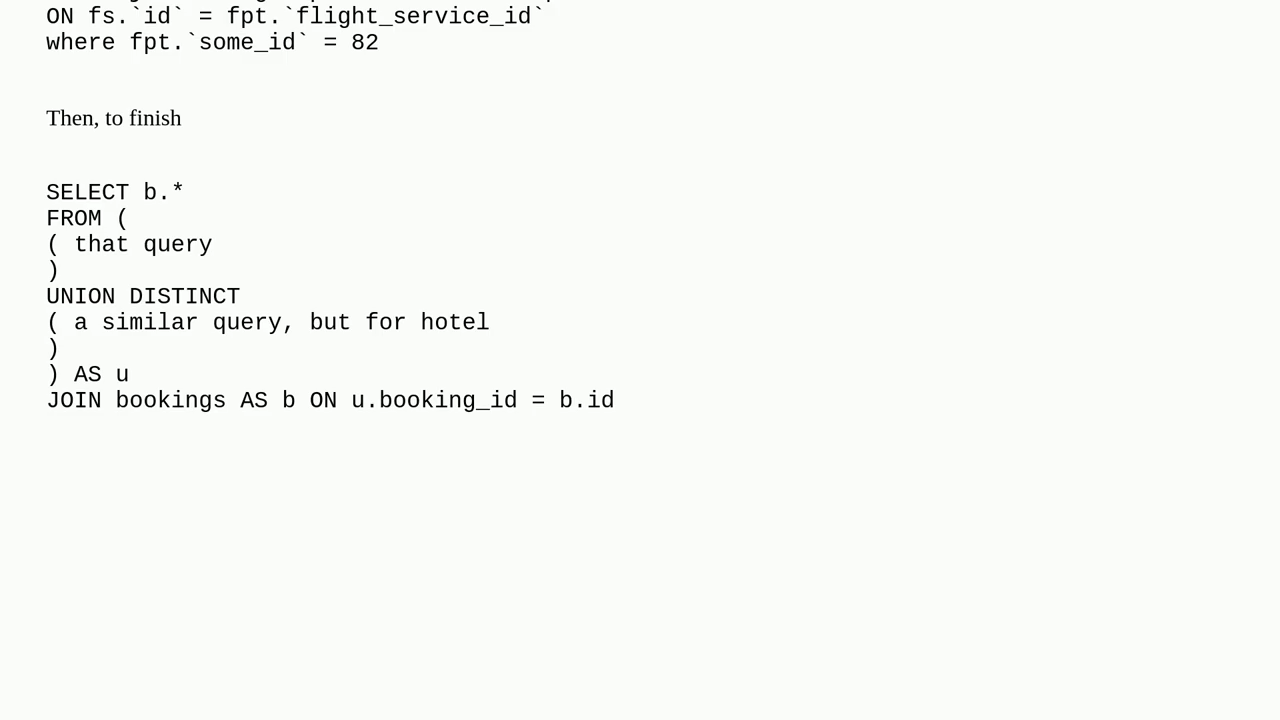 ON fs.`id` = fpt.`flight_service_id`
where fpt.`some_id` = 82
Then, to finish
SELECT b.*
FROM (
( that query
)
UNION DISTINCT
( a similar query, but for hotel
)
) AS u
JOIN bookings AS b ON u.booking_id = b.id